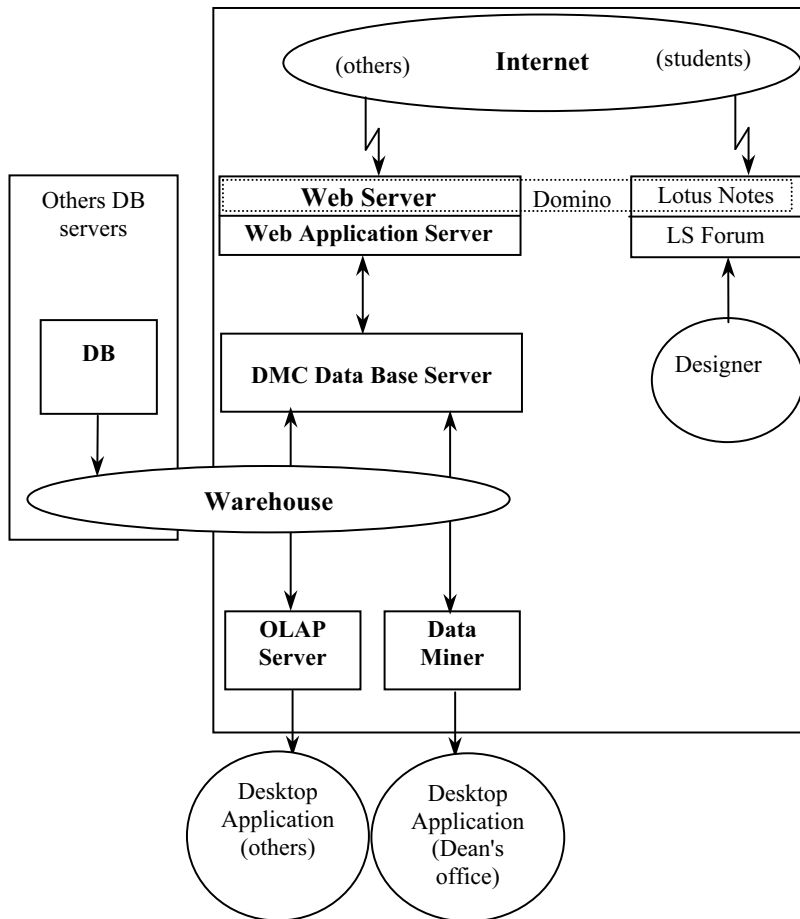 (others) Internet (students)
Others DB
servers
Web Server
Domino
Lotus Notes
Web Application Server
LS Forum
DB
DMC Data Base Server
Designer
Warehouse
OLAP
Server
Data
Miner
Desktop
Application
(others)
Desktop
Application
(Dean's
office)